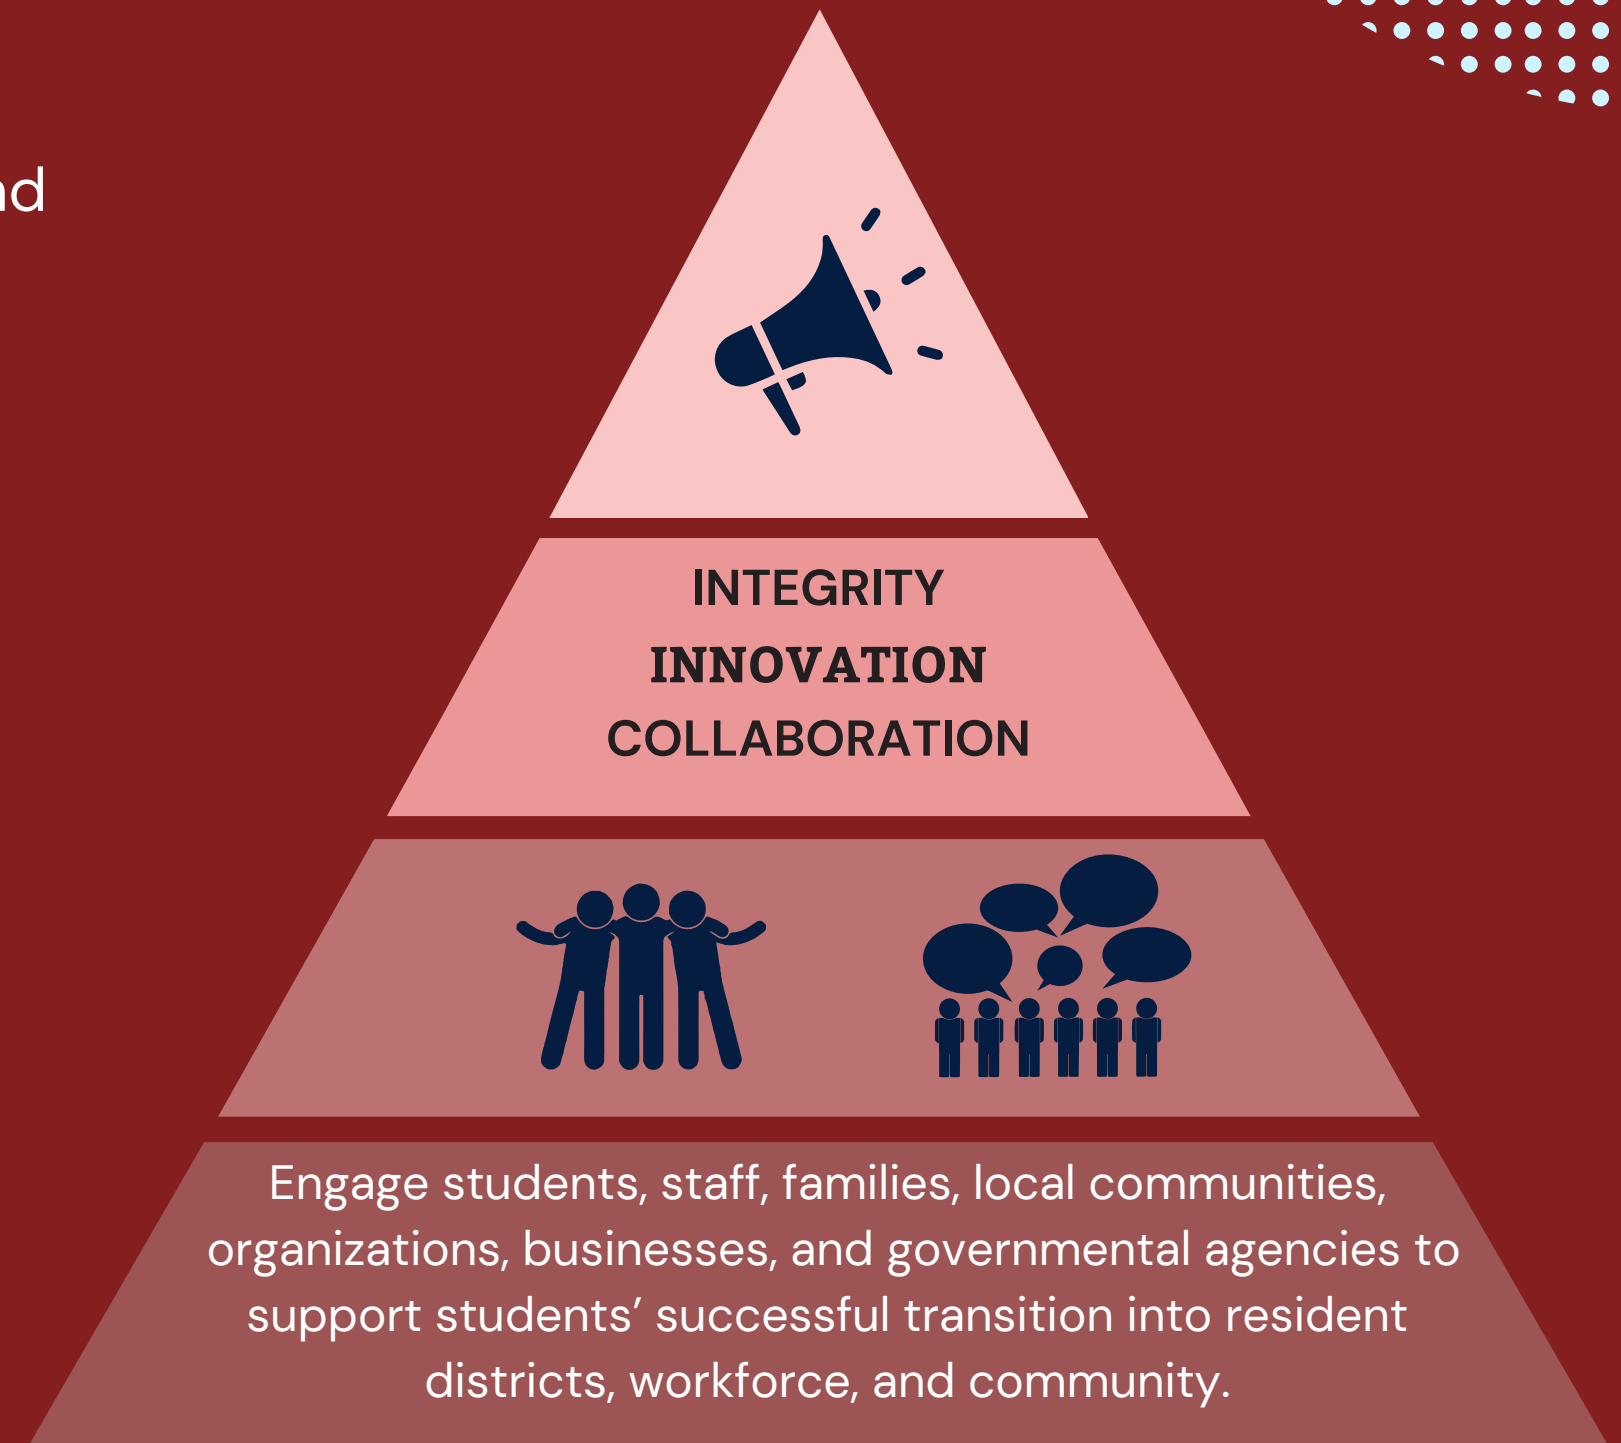 nd
INTEGRITY
INNOVATION
COLLABORATION
Engage students, staff, families, local communities,
organizations, businesses, and governmental agencies to
support students’ successful transition into resident
districts, workforce, and community.